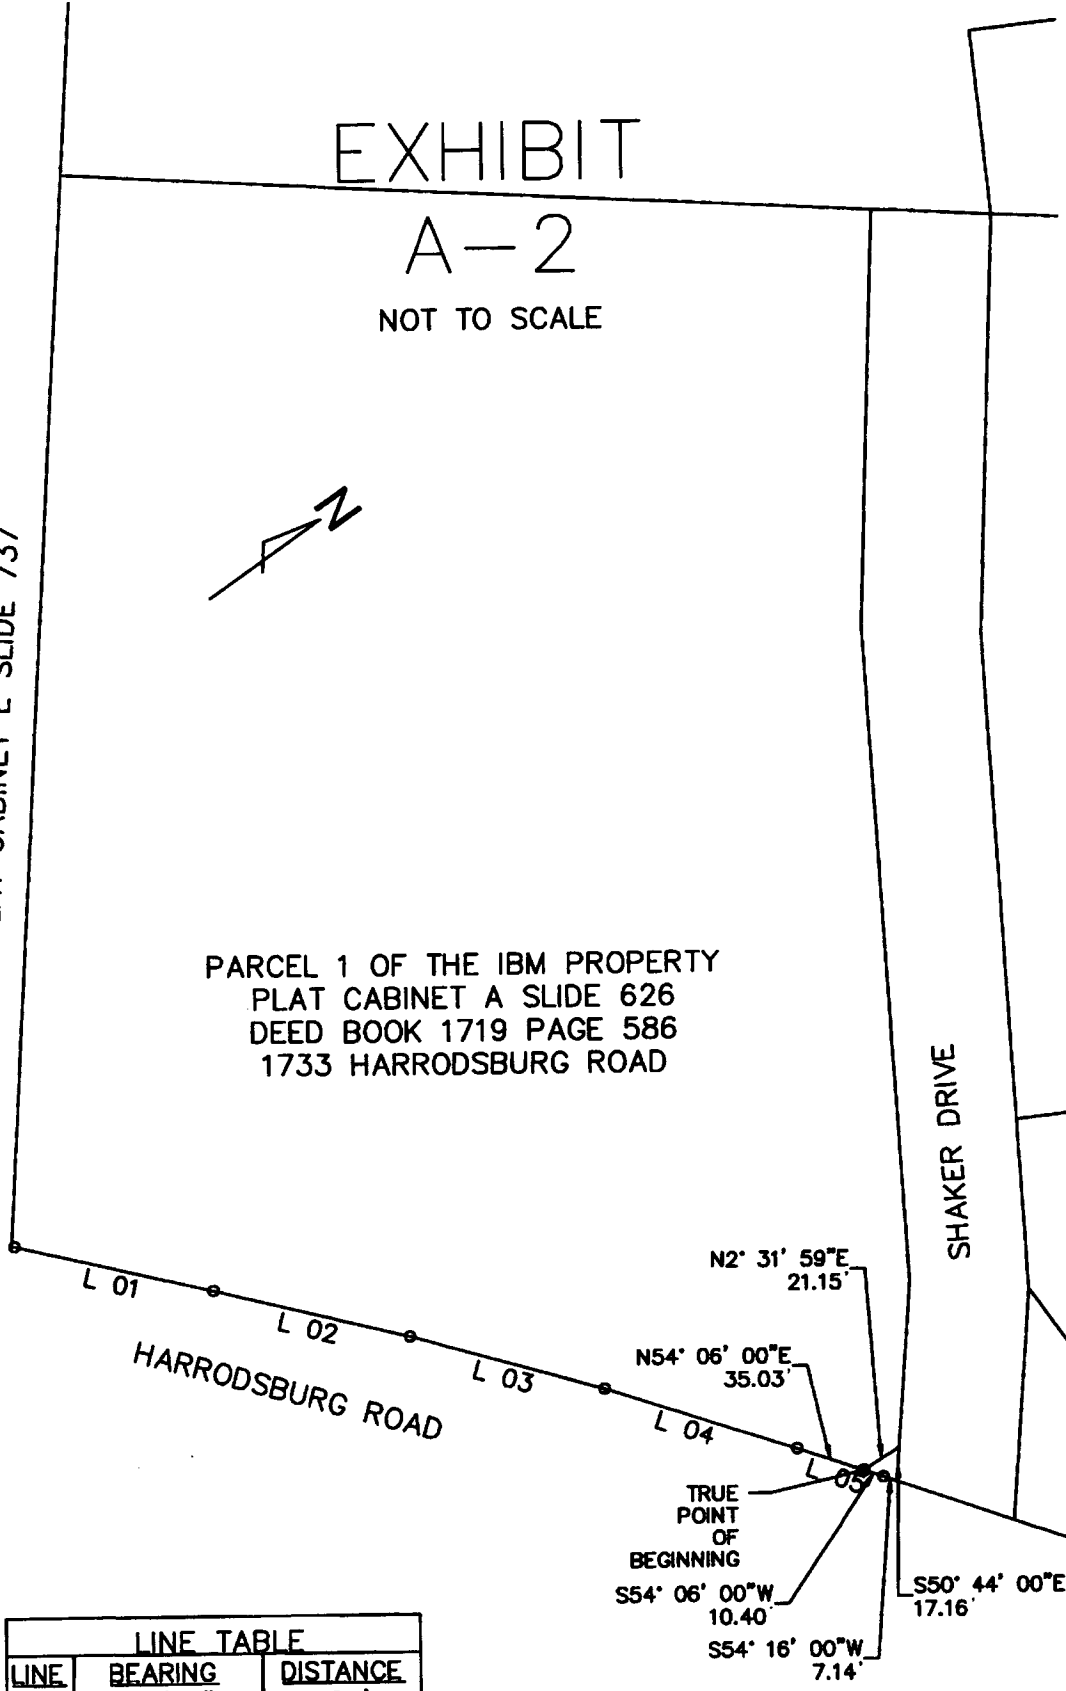 EXHIBIT
A-2
NOT TO SCALE
N
CABINET L SLIDE 737
PARCEL 1 OF THE IBM PROPERTY
PLAT CABINET A SLIDE 626
DEED BOOK 1719 PAGE 586
1733 HARRODSBURG ROAD
SHAKER DRIVE
L 01
L 02
L 03
L 04
L 05
HARRODSBURG ROAD
N2° 31' 59"E
21.15'
N54° 06' 00"E
35.03'
TRUE
POINT
OF
BEGINNING
S54° 06' 00"W
10.40'
S54° 16' 00"W
7.14'
S50° 44' 00"E
17.16'
LINE TABLE
LINE BEARING DISTANCE